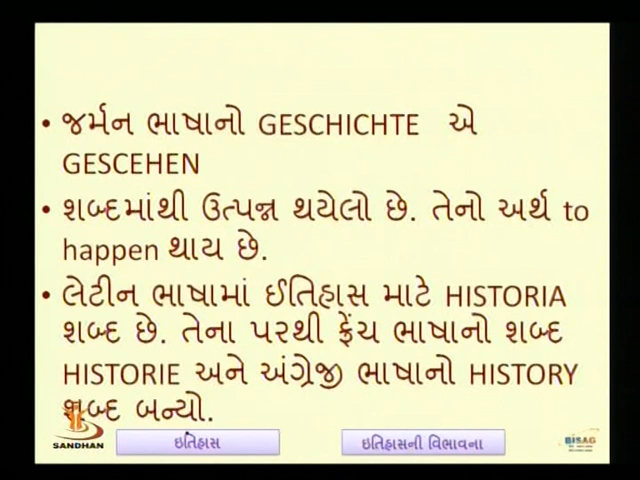 • જર્મન ભાષાનો GESCHICHTE એ
GESCEHEN
• શબ્દમાંથી ઉત્પન્ન થયેલો છે. તેનો અર્થ to
happen થાય છે.
• લેટીન ભાષામાં ઈતિહાસ માટે HISTORIA
શબ્દ છે. તેના પરથી ફ્રેંચ ભાષાનો શબ્દ
HISTORIE અને અંગ્રેજી ભાષાનો HISTORY
શબ્દ બન્યો.
SANDHAN
ઇતિહાસ
ઇતિહાસની વિભાવના
BISAG